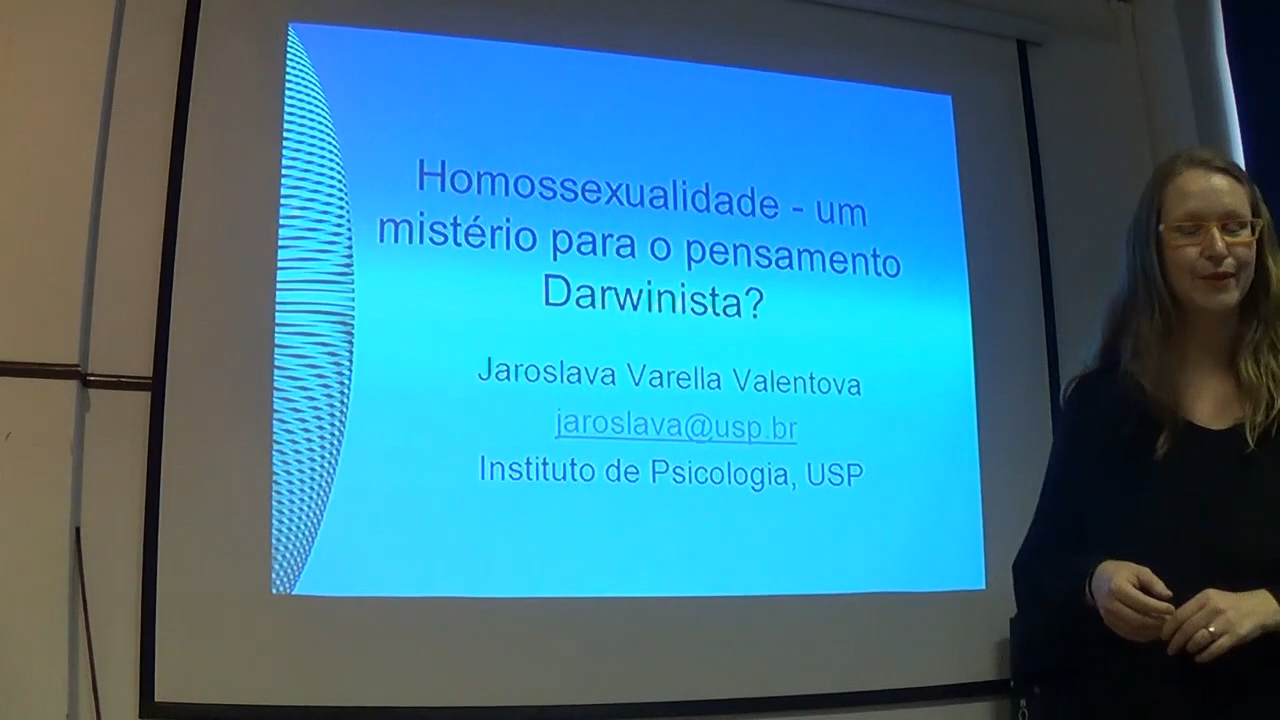 Homossexualidade - um
mistério para o pensamento
Darwinista?
Jaroslava Varella Valentova
jaroslava@usp.br
Instituto de Psicologia, USP